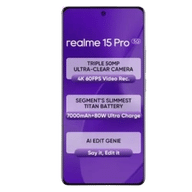 realme 15 Pro 5G
TRIPLE 50MP
ULTRA-CLEAR CAMERA
4K 60FPS Video Rec.
SEGMENT'S SLIMMEST
TITAN BATTERY
7000mAh+80W Ultra Charge
AI EDIT GENIE
Say it, Edit it